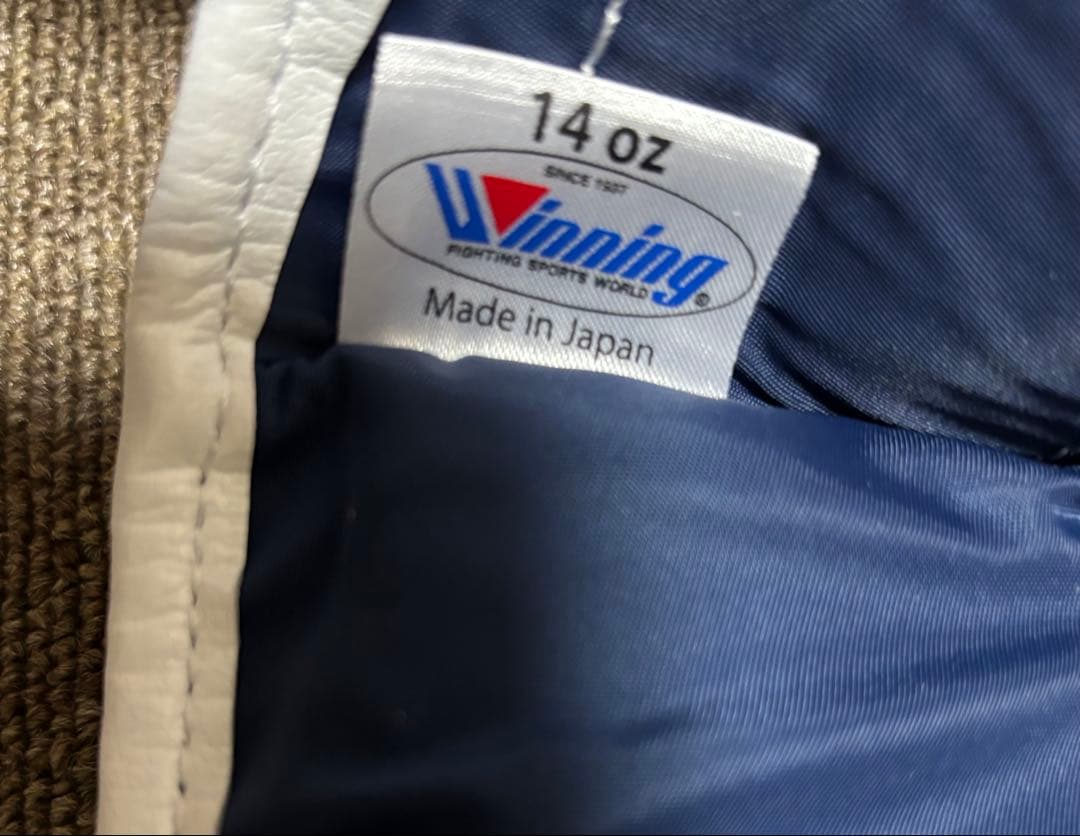 14 oz
SINCE 1937
Winning®
FIGHTING SPORTS WORLD
Made in Japan